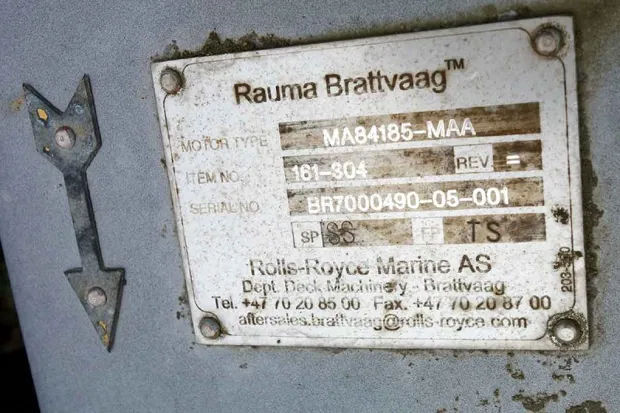 Rauma Brattvaag™
MOTOR TYPE MA84185-MAA
ITEM NO. 161-304 REV. =
SERIAL NO. BR7000490-05-001
SP SS FP TS
Rolls-Royce Marine AS
Dept. Deck Machinery - Brattvaag
Tel. +47 70 20 85 00 Fax. +47 70 20 87 00
aftersales.brattvaag@rolls-royce.com